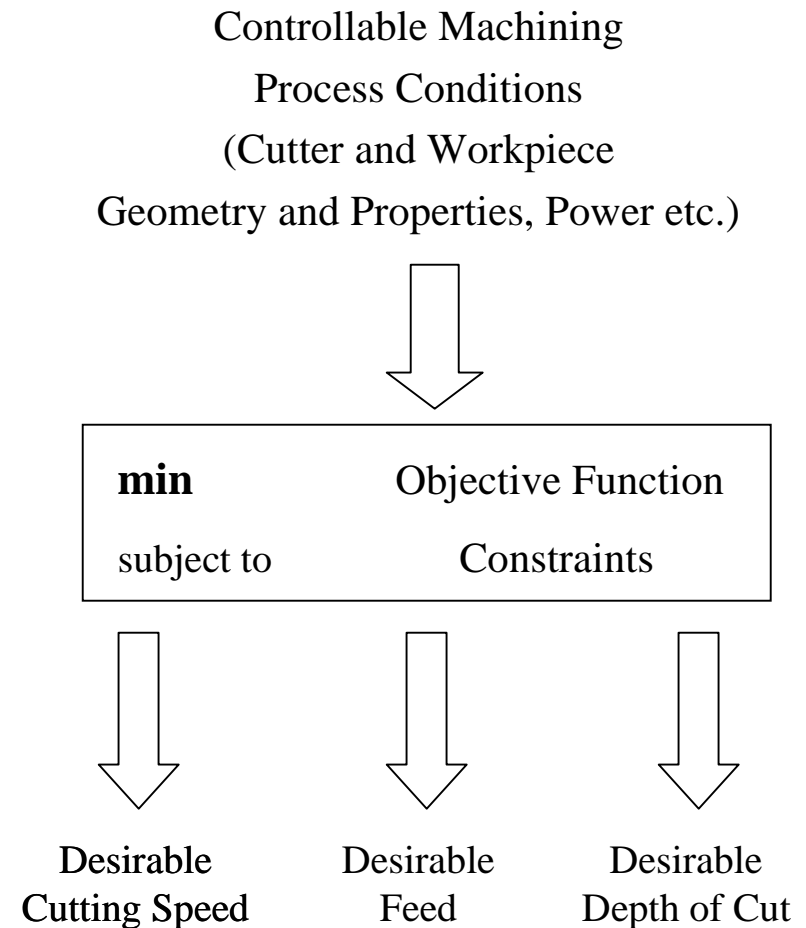 Controllable Machining
Process Conditions
(Cutter and Workpiece
Geometry and Properties, Power etc.)
min Objective Function
subject to Constraints
Desirable
Cutting Speed
Desirable
Feed
Desirable
Depth of Cut